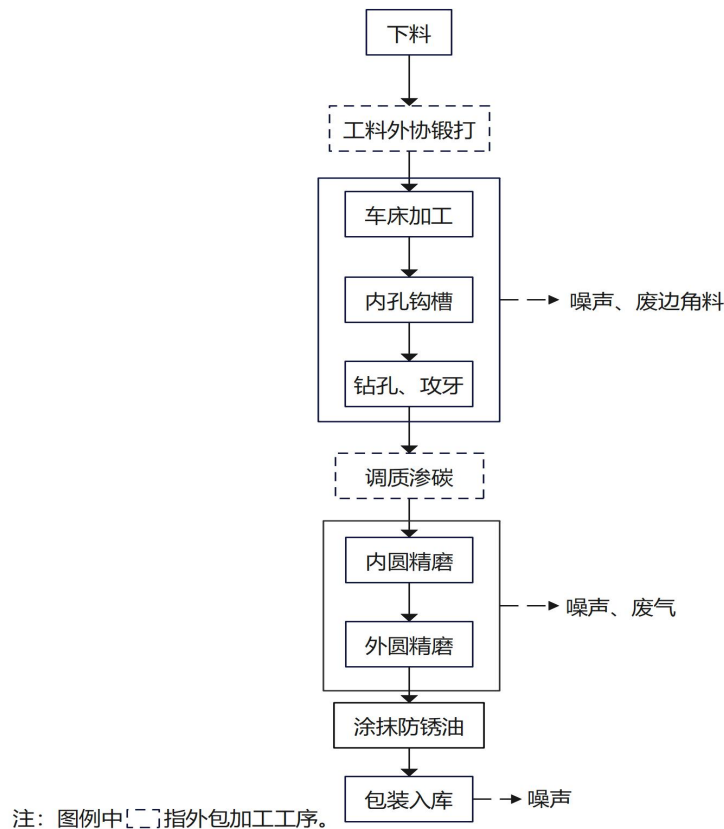 下料
工料外协锻打
车床加工
内孔钩槽
噪声、废边角料
钻孔、攻牙
调质渗碳
内圆精磨
噪声、废气
外圆精磨
涂抹防锈油
包装入库
噪声
注：图例中指外包加工工序。